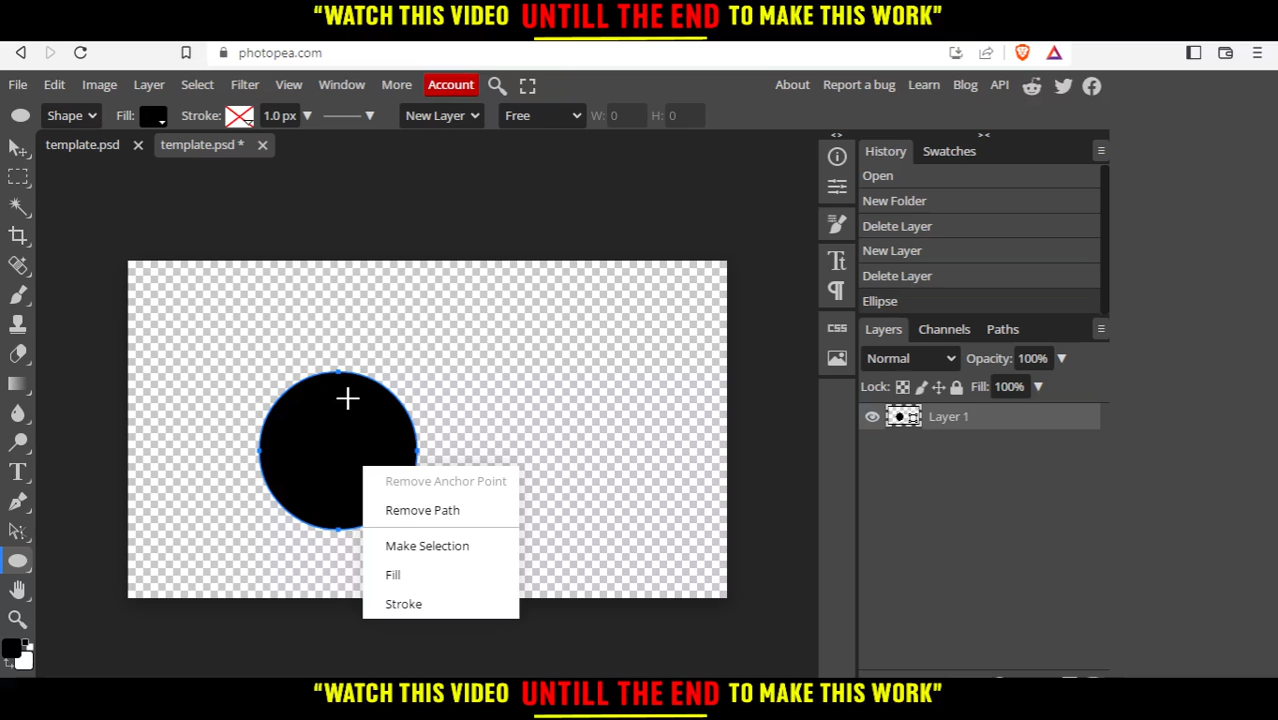 “WATCH THIS VIDEO UNTILL THE END TO MAKE THIS WORK”
photopea.com
File Edit Image Layer Select Filter View Window More Account About Report a bug Learn Blog API
Shape Fill: Stroke: 1.0 px New Layer Free W: 0 H: 0
template.psd template.psd *
History Swatches
Open
New Folder
Delete Layer
New Layer
Delete Layer
Ellipse
CSS
Layers Channels Paths
Normal Opacity: 100%
Lock: Fill: 100%
Layer 1
Remove Anchor Point
Remove Path
Make Selection
Fill
Stroke
“WATCH THIS VIDEO UNTILL THE END TO MAKE THIS WORK”